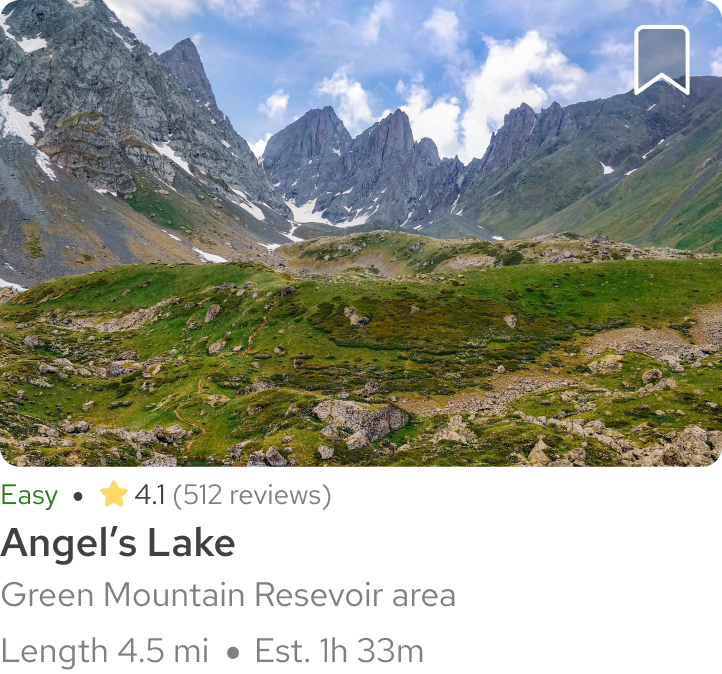 Easy • 4.1 (512 reviews)
Angel’s Lake
Green Mountain Resevoir area
Length 4.5 mi • Est. 1h 33m